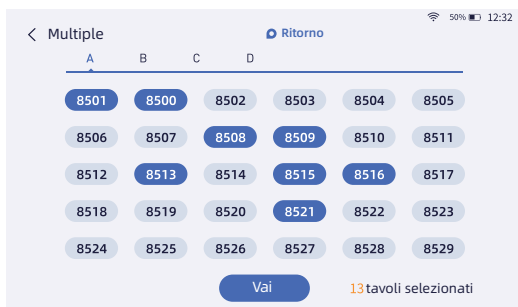 50% 12:32
Multiple Ritorno
A B C D
8501 8500 8502 8503 8504 8505
8506 8507 8508 8509 8510 8511
8512 8513 8514 8515 8516 8517
8518 8519 8520 8521 8522 8523
8524 8525 8526 8527 8528 8529
Vai 13 tavoli selezionati